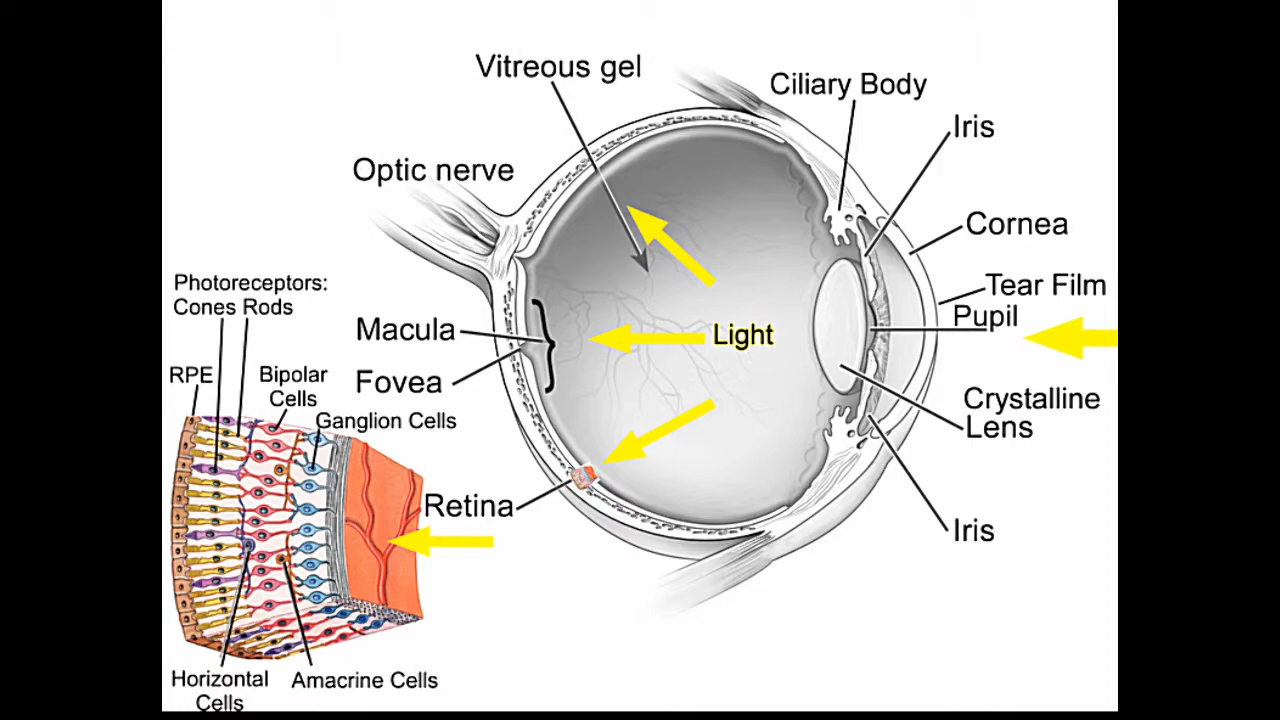 Vitreous gel
Ciliary Body
Iris
Optic nerve
Cornea
Photoreceptors:
Cones Rods
Tear Film
Pupil
Macula
Light
RPE
Bipolar
Cells
Fovea
Ganglion Cells
Crystalline
Lens
Retina
Iris
Horizontal
Cells
Amacrine Cells